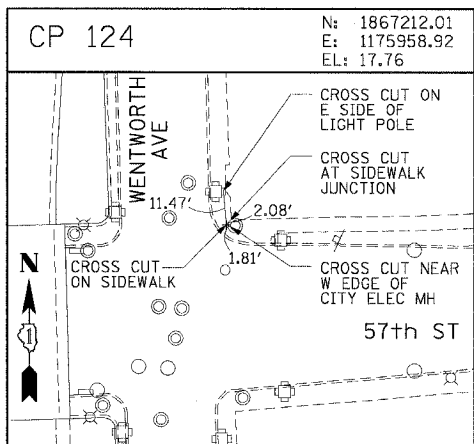 CP 124
N: 1867212.01
E: 1175958.92
EL: 17.76
WENTWORTH
AVE
CROSS CUT ON
E SIDE OF
LIGHT POLE
CROSS CUT
AT SIDEWALK
JUNCTION
11.47'
2.08'
1.81'
CROSS CUT
ON SIDEWALK
CROSS CUT NEAR
W EDGE OF
CITY ELEC MH
N
57th ST